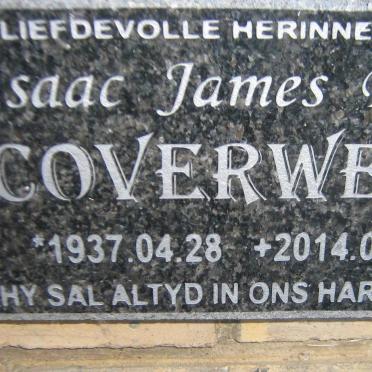 LIEFDEVOLLE HERINNE
saac James
COVERWE
*1937.04.28 +2014.0
HY SAL ALTYD IN ONS HAR